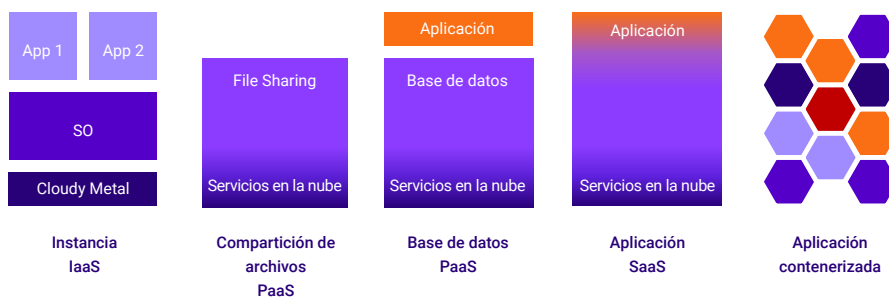 App 1
App 2
SO
Cloudy Metal
Instancia
IaaS
File Sharing
Servicios en la nube
Compartición de
archivos
PaaS
Aplicación
Base de datos
Servicios en la nube
Base de datos
PaaS
Aplicación
Servicios en la nube
Aplicación
SaaS
Aplicación
contenerizada